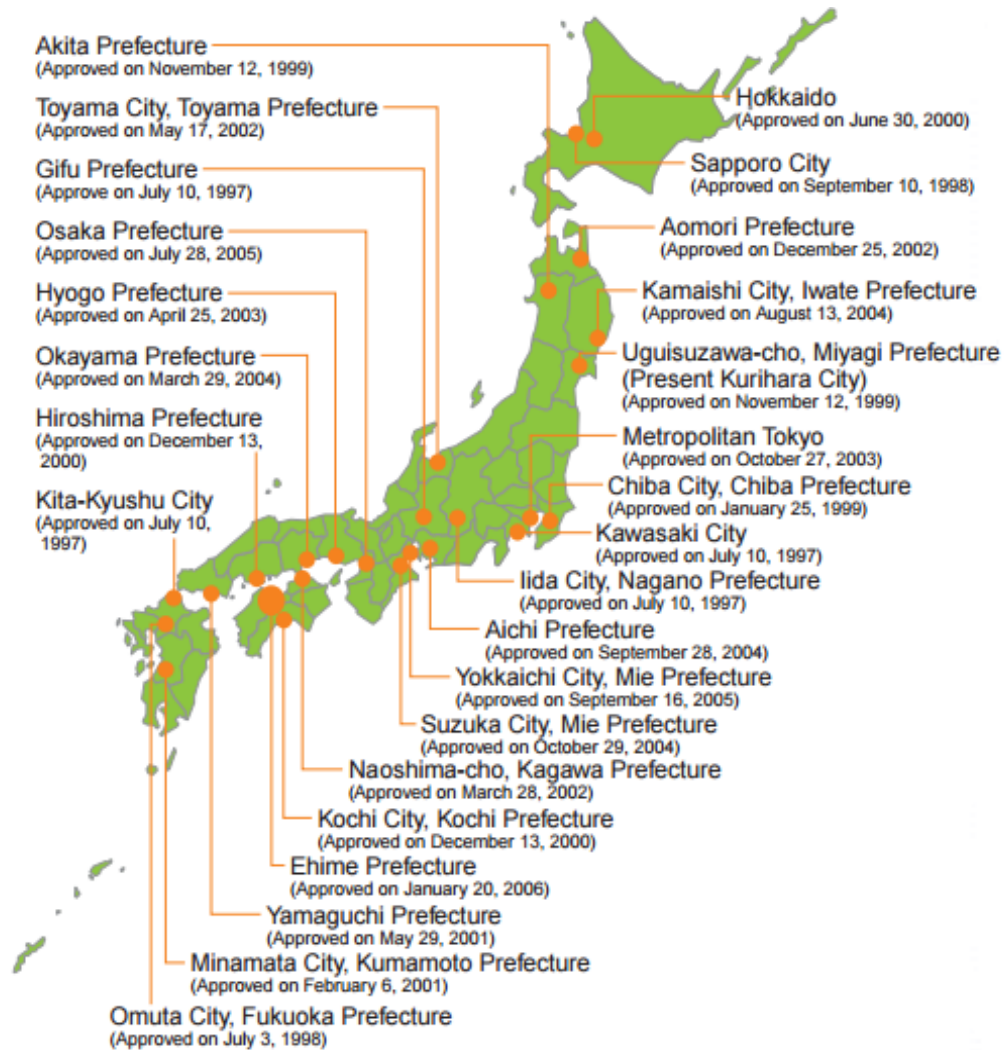 Akita Prefecture
(Approved on November 12, 1999)
Toyama City, Toyama Prefecture
(Approved on May 17, 2002)
Gifu Prefecture
(Approve on July 10, 1997)
Osaka Prefecture
(Approved on July 28, 2005)
Hyogo Prefecture
(Approved on April 25, 2003)
Okayama Prefecture
(Approved on March 29, 2004)
Hiroshima Prefecture
(Approved on December 13,
2000)
Kita-Kyushu City
(Approved on July 10,
1997)
Hokkaido
(Approved on June 30, 2000)
Sapporo City
(Approved on September 10, 1998)
Aomori Prefecture
(Approved on December 25, 2002)
Kamaishi City, Iwate Prefecture
(Approved on August 13, 2004)
Uguisuzawa-cho, Miyagi Prefecture
(Present Kurihara City)
(Approved on November 12, 1999)
Metropolitan Tokyo
(Approved on October 27, 2003)
Chiba City, Chiba Prefecture
(Approved on January 25, 1999)
Kawasaki City
(Approved on July 10, 1997)
Iida City, Nagano Prefecture
(Approved on July 10, 1997)
Aichi Prefecture
(Approved on September 28, 2004)
Yokkaichi City, Mie Prefecture
(Approved on September 16, 2005)
Suzuka City, Mie Prefecture
(Approved on October 29, 2004)
Naoshima-cho, Kagawa Prefecture
(Approved on March 28, 2002)
Kochi City, Kochi Prefecture
(Approved on December 13, 2000)
Ehime Prefecture
(Approved on January 20, 2006)
Yamaguchi Prefecture
(Approved on May 29, 2001)
Minamata City, Kumamoto Prefecture
(Approved on February 6, 2001)
Omuta City, Fukuoka Prefecture
(Approved on July 3, 1998)